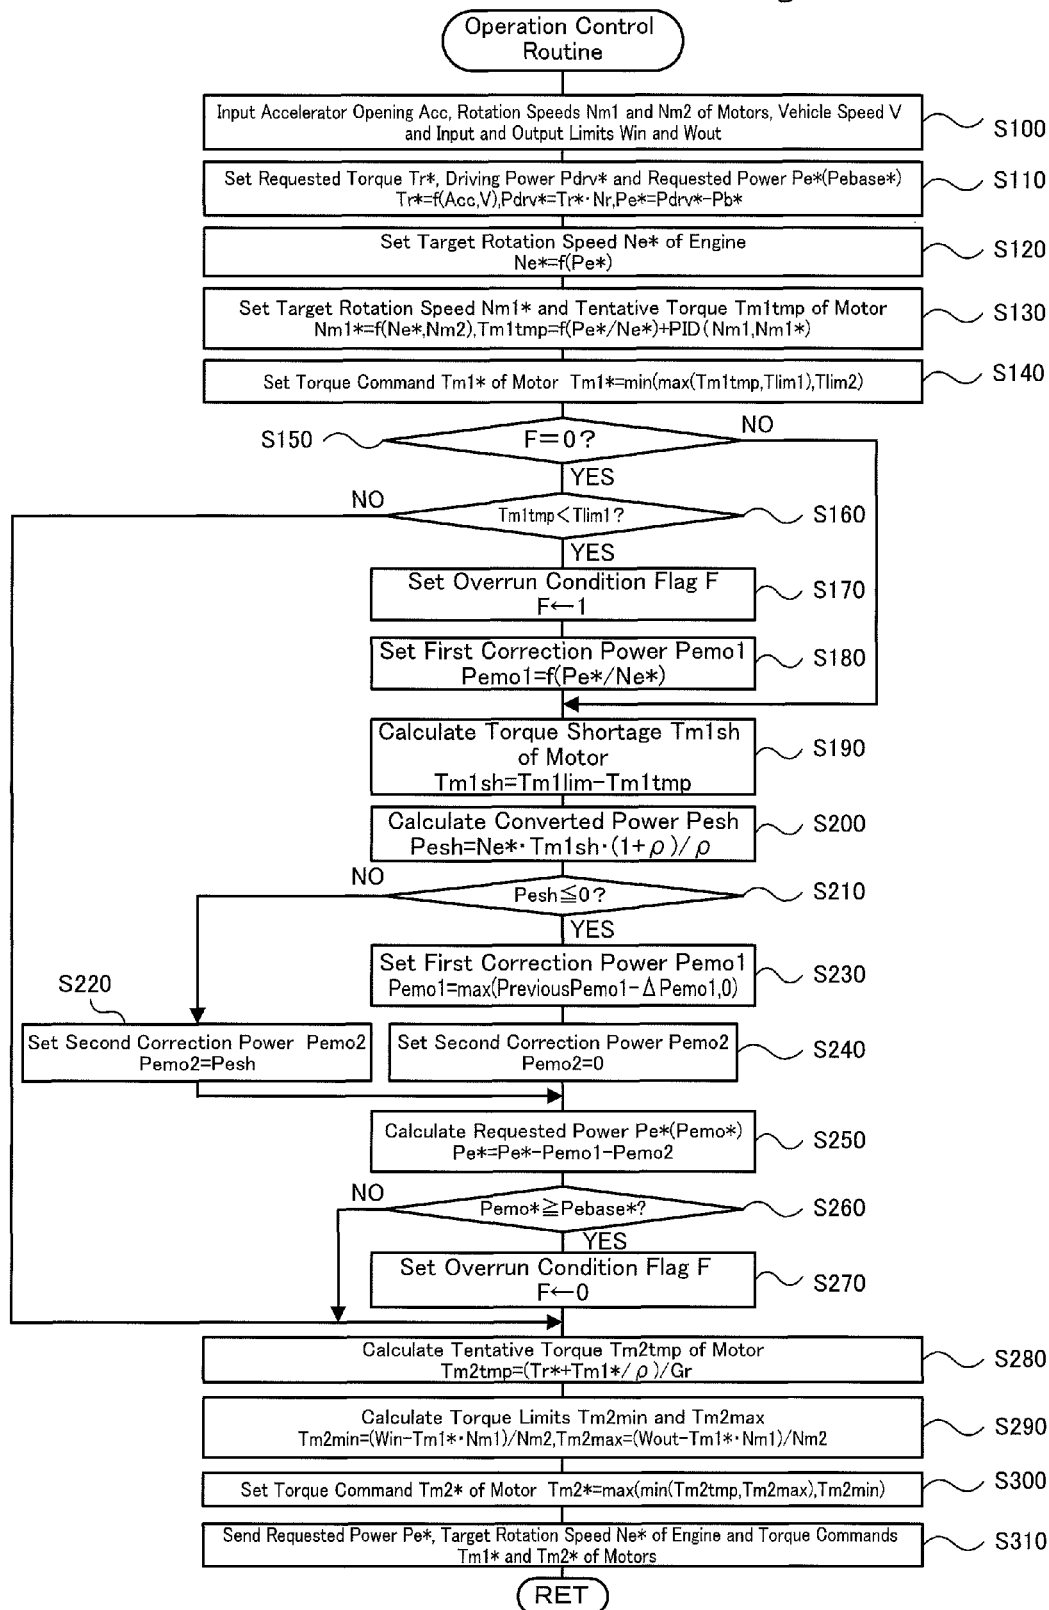 Operation Control
Routine
Input Accelerator Opening Acc, Rotation Speeds Nm1 and Nm2 of Motors, Vehicle Speed V
and Input and Output Limits Win and Wout
S100
Set Requested Torque Tr*, Driving Power Pdrv* and Requested Power Pe*(Pebase*)
Tr*=f(Acc,V),Pdrv*=Tr*･Nr,Pe*=Pdrv*-Pb*
S110
Set Target Rotation Speed Ne* of Engine
Ne*=f(Pe*)
S120
Set Target Rotation Speed Nm1* and Tentative Torque Tm1tmp of Motor
Nm1*=f(Ne*,Nm2),Tm1tmp=f(Pe*/Ne*)+PID(Nm1,Nm1*)
S130
Set Torque Command Tm1* of Motor Tm1*=min(max(Tm1tmp,Tlim1),Tlim2)
S140
S150
F=0?
NO
YES
NO
Tm1tmp<Tlim1?
S160
YES
Set Overrun Condition Flag F
F←1
S170
Set First Correction Power Pemo1
Pemo1=f(Pe*/Ne*)
S180
Calculate Torque Shortage Tm1sh
of Motor
Tm1sh=Tm1lim-Tm1tmp
S190
Calculate Converted Power Pesh
Pesh=Ne*･Tm1sh･(1+ρ)/ρ
S200
NO
Pesh≦0?
S210
YES
Set First Correction Power Pemo1
Pemo1=max(PreviousPemo1-ΔPemo1,0)
S230
S220
Set Second Correction Power Pemo2
Pemo2=Pesh
Set Second Correction Power Pemo2
Pemo2=0
S240
Calculate Requested Power Pe*(Pemo*)
Pe*=Pe*-Pemo1-Pemo2
S250
NO
Pemo*≧Pebase*?
S260
YES
Set Overrun Condition Flag F
F←0
S270
Calculate Tentative Torque Tm2tmp of Motor
Tm2tmp=(Tr*+Tm1*/ρ)/Gr
S280
Calculate Torque Limits Tm2min and Tm2max
Tm2min=(Win-Tm1*･Nm1)/Nm2,Tm2max=(Wout-Tm1*･Nm1)/Nm2
S290
Set Torque Command Tm2* of Motor Tm2*=max(min(Tm2tmp,Tm2max),Tm2min)
S300
Send Requested Power Pe*, Target Rotation Speed Ne* of Engine and Torque Commands
Tm1* and Tm2* of Motors
S310
RET